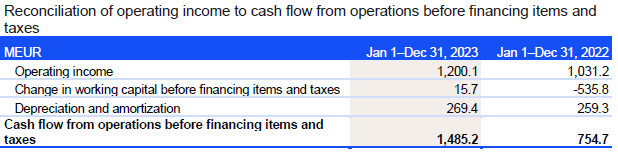 Reconciliation of operating income to cash flow from operations before financing items and
taxes
MEUR Jan 1–Dec 31, 2023 Jan 1–Dec 31, 2022
Operating income 1,200.1 1,031.2
Change in working capital before financing items and taxes 15.7 -535.8
Depreciation and amortization 269.4 259.3
Cash flow from operations before financing items and
taxes 1,485.2 754.7